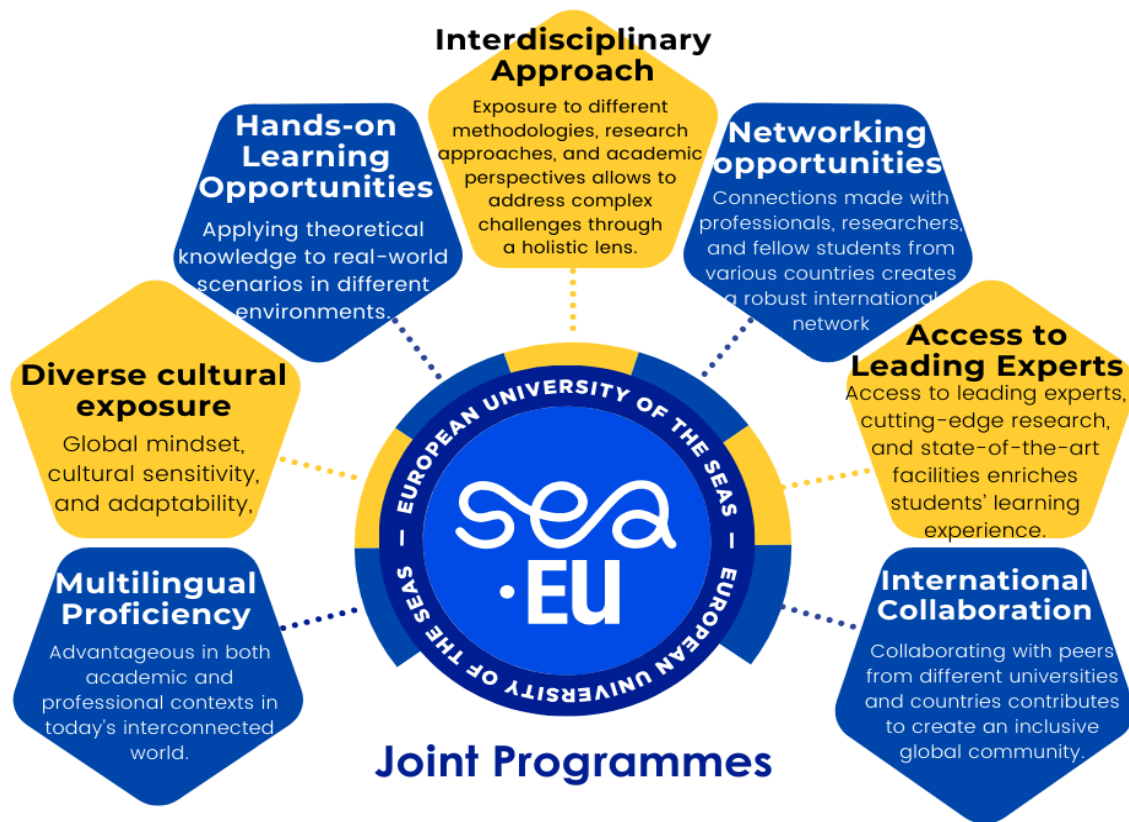 Interdisciplinary
Approach
Exposure to different
methodologies, research
approaches, and academic
perspectives allows to
address complex
challenges through
a holistic lens.
Hands-on
Learning
Opportunities
Applying theoretical
knowledge to real-world
scenarios in different
environments.
Networking
opportunities
Connections made with
professionals, researchers,
and fellow students from
various countries creates
a robust international
network
Diverse cultural
exposure
Global mindset,
cultural sensitivity,
and adaptability,
Access to
Leading Experts
Access to leading experts,
cutting-edge research,
and state-of-the-art
facilities enriches
students' learning
experience.
Multilingual
Proficiency
Advantageous in both
academic and
professional contexts in
today's interconnected
world.
International
Collaboration
Collaborating with peers
from different universities
and countries contributes
to create an inclusive
global community.
— EUROPEAN UNIVERSITY OF THE SEAS
— EUROPEAN UNIVERSITY OF THE SEAS
sea
·EU
Joint Programmes